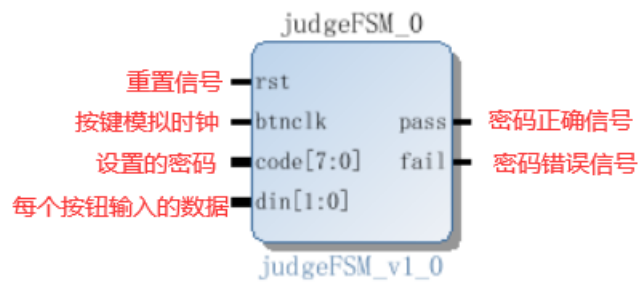 judgeFSM_0
重置信号 rst
按键模拟时钟 btnclk pass 密码正确信号
设置的密码 code[7:0] fail 密码错误信号
每个按钮输入的数据 din[1:0]
judgeFSM_v1_0